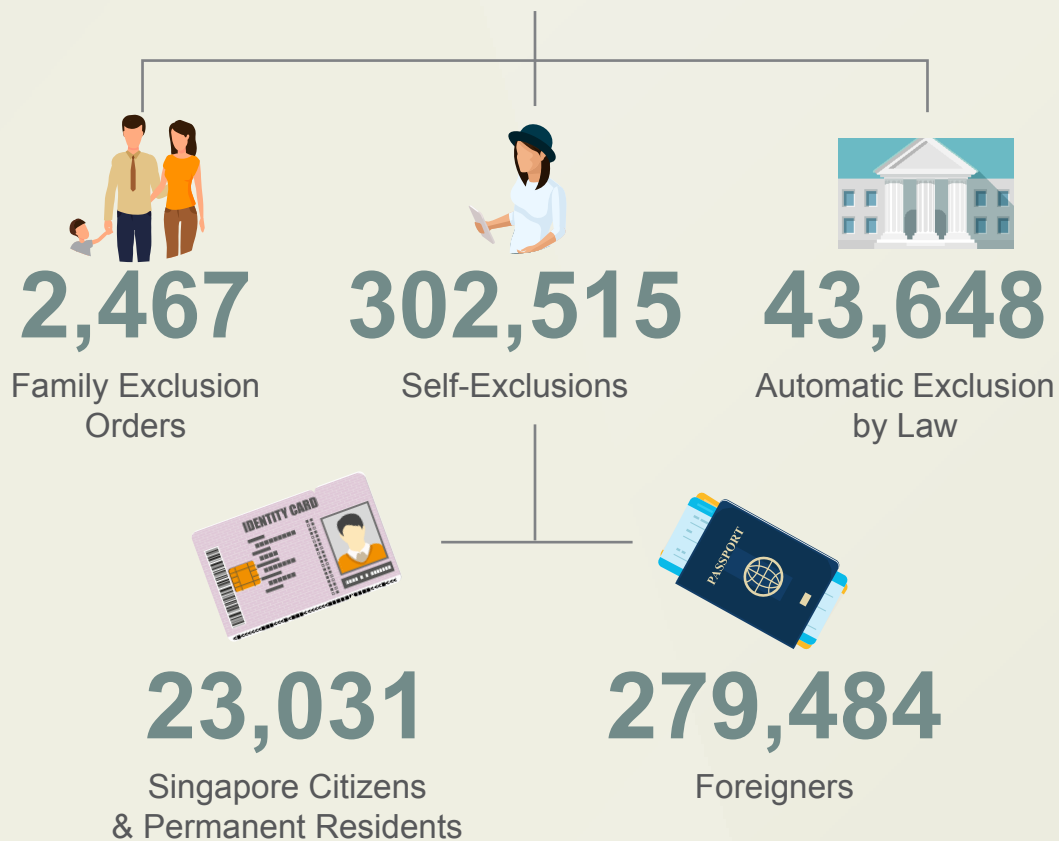 2,467
Family Exclusion
Orders
302,515
Self-Exclusions
43,648
Automatic Exclusion
by Law
IDENTITY CARD
23,031
Singapore Citizens
& Permanent Residents
PASSPORT
279,484
Foreigners